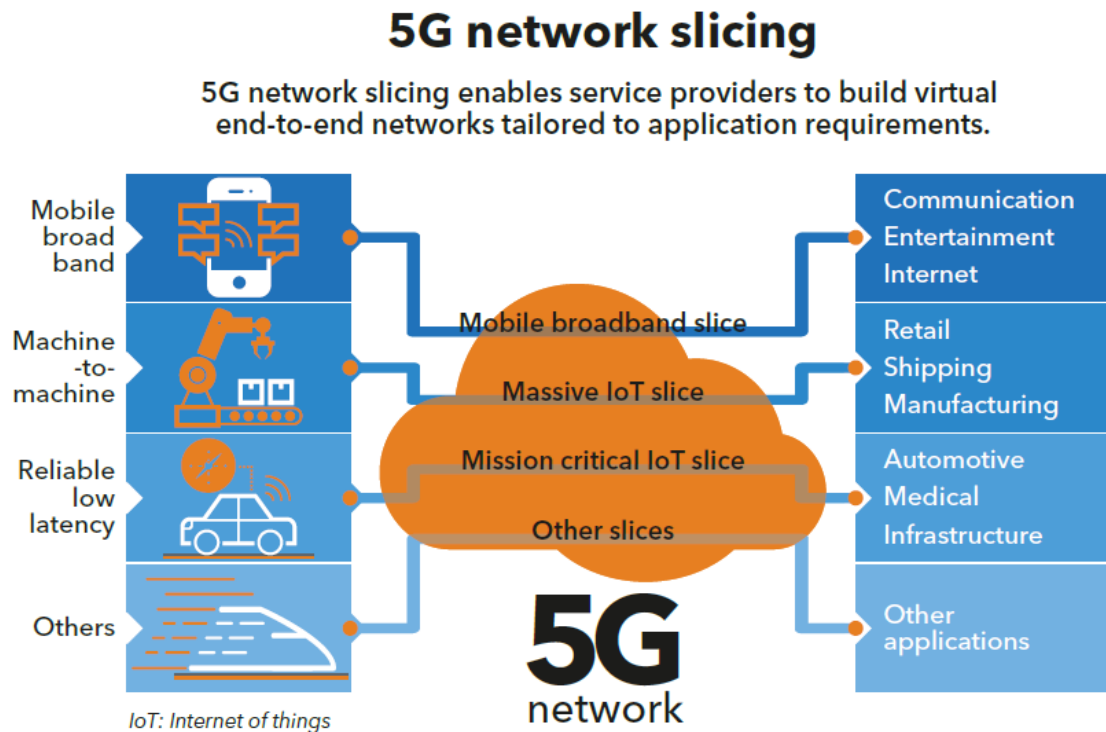 5G network slicing
5G network slicing enables service providers to build virtual
end-to-end networks tailored to application requirements.
Mobile
broad
band
Mobile broadband slice
Communication
Entertainment
Internet
Machine
-to-
machine
Massive IoT slice
Retail
Shipping
Manufacturing
Reliable
low
latency
Mission critical IoT slice
Automotive
Medical
Infrastructure
Others
Other slices
Other
applications
5G
network
IoT: Internet of things